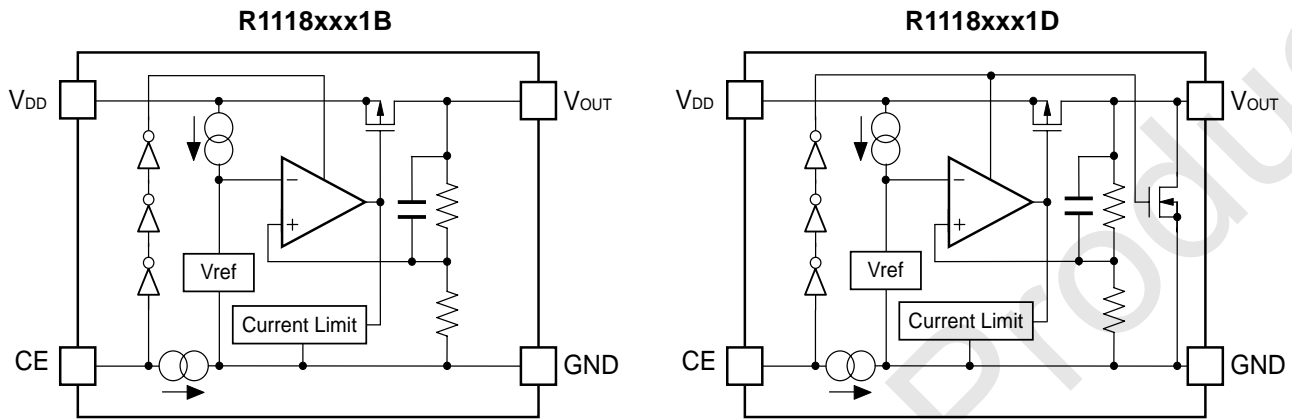 R1118xxx1B
VDD
VOUT
−
+
Vref
Current Limit
CE
GND
R1118xxx1D
VDD
VOUT
−
+
Vref
Current Limit
CE
GND
Produ